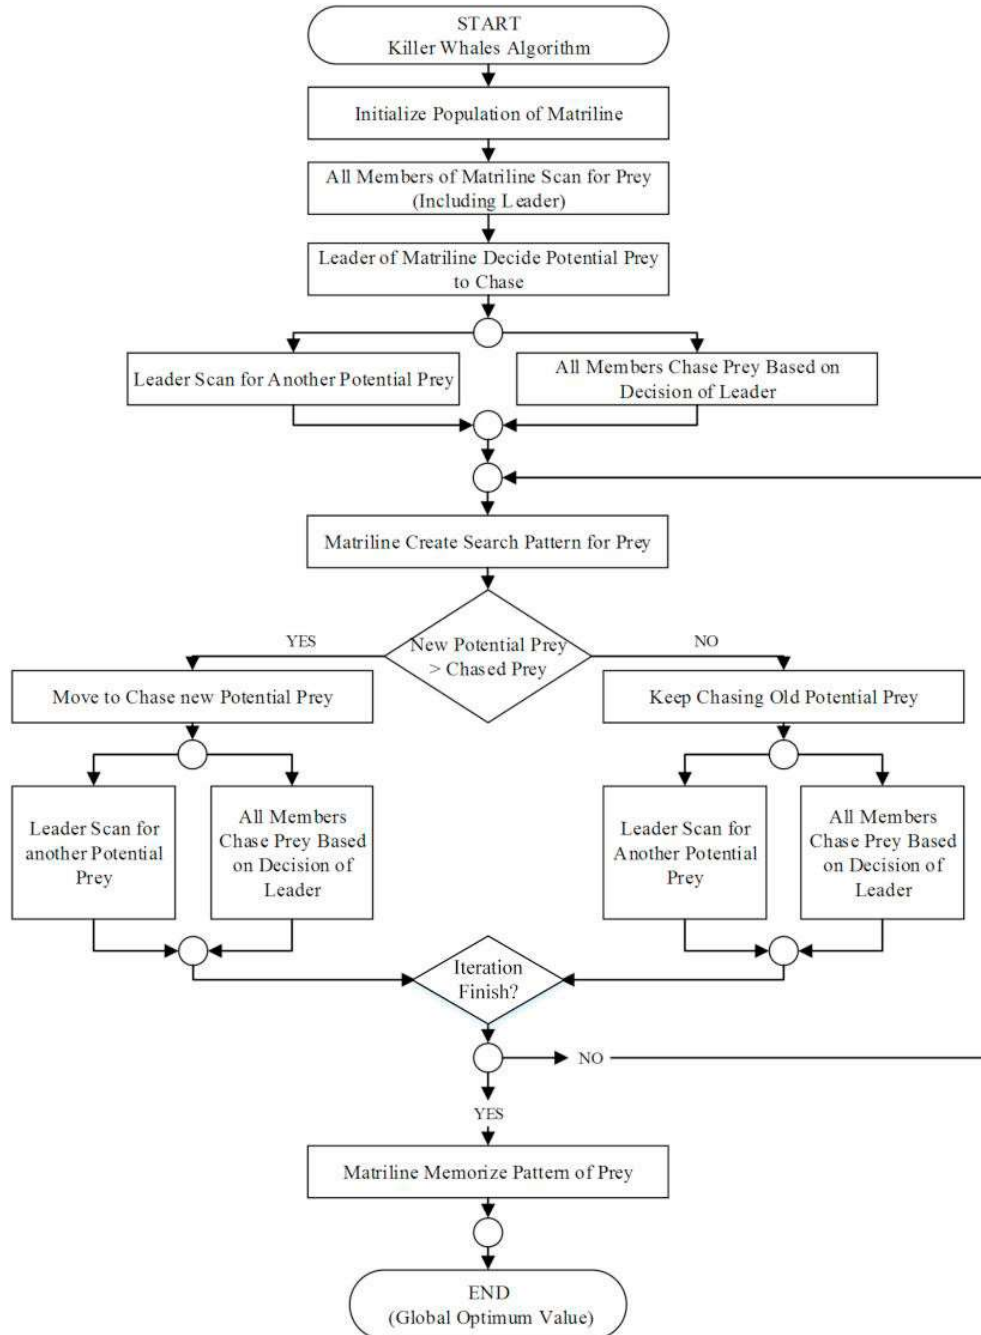 START
Killer Whales Algorithm
Initialize Population of Matriline
All Members of Matriline Scan for Prey
(Including Leader)
Leader of Matriline Decide Potential Prey
to Chase
Leader Scan for Another Potential Prey
All Members Chase Prey Based on
Decision of Leader
Matriline Create Search Pattern for Prey
YES
New Potential Prey
> Chased Prey
NO
Move to Chase new Potential Prey
Keep Chasing Old Potential Prey
Leader Scan for
another Potential
Prey
All Members
Chase Prey Based
on Decision of
Leader
Leader Scan for
Another Potential
Prey
All Members
Chase Prey Based
on Decision of
Leader
Iteration
Finish?
NO
YES
Matriline Memorize Pattern of Prey
END
(Global Optimum Value)